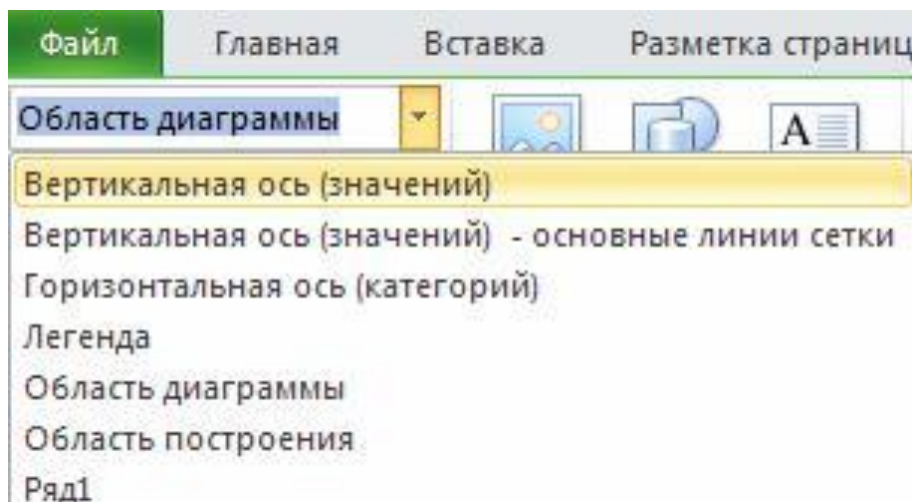 Файл Главная Вставка Разметка страниц
Область диаграммы A
Вертикальная ось (значений)
Вертикальная ось (значений) - основные линии сетки
Горизонтальная ось (категорий)
Легенда
Область диаграммы
Область построения
Ряд1